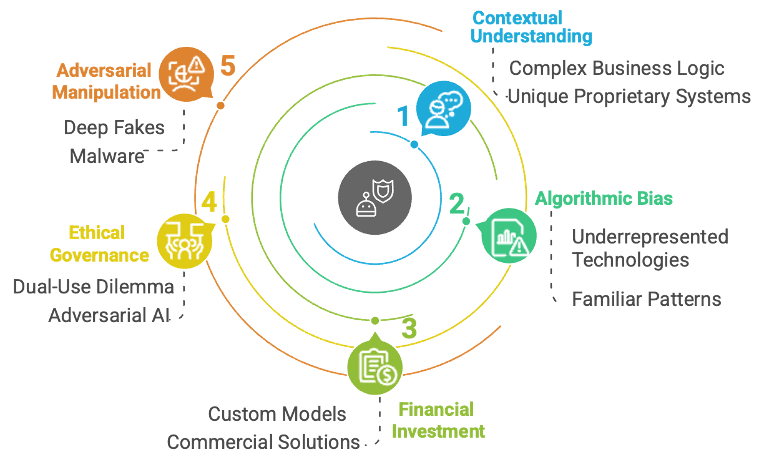 1
Contextual
Understanding
Complex Business Logic
Unique Proprietary Systems
2
Algorithmic Bias
Underrepresented
Technologies
Familiar Patterns
3
Financial
Investment
Custom Models
Commercial Solutions
4
Ethical
Governance
Dual-Use Dilemma
Adversarial AI
5
Adversarial
Manipulation
Deep Fakes
Malware